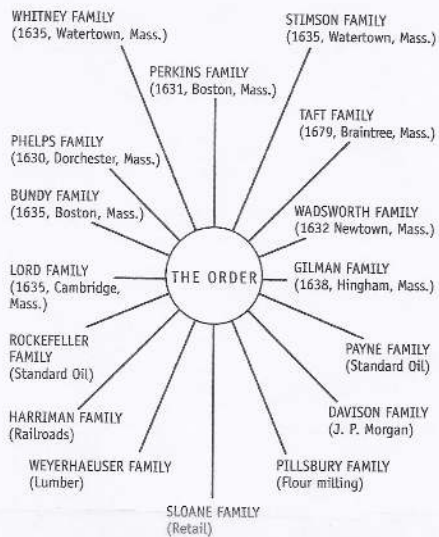 WHITNEY FAMILY
(1635, Watertown, Mass.)
STIMSON FAMILY
(1635, Watertown, Mass.)
PERKINS FAMILY
(1631, Boston, Mass.)
TAFT FAMILY
(1679, Braintree, Mass.)
PHELPS FAMILY
(1630, Dorchester, Mass.)
BUNDY FAMILY
(1635, Boston, Mass.)
WADSWORTH FAMILY
(1632 Newtown, Mass.)
LORD FAMILY
(1635, Cambridge,
Mass.)
THE ORDER
GILMAN FAMILY
(1638, Hingham, Mass.)
ROCKEFELLER
FAMILY
(Standard Oil)
PAYNE FAMILY
(Standard Oil)
HARRIMAN FAMILY
(Railroads)
DAVISON FAMILY
(J. P. Morgan)
WEYERHAEUSER FAMILY
(Lumber)
PILLSBURY FAMILY
(Flour milling)
SLOANE FAMILY
(Retail)